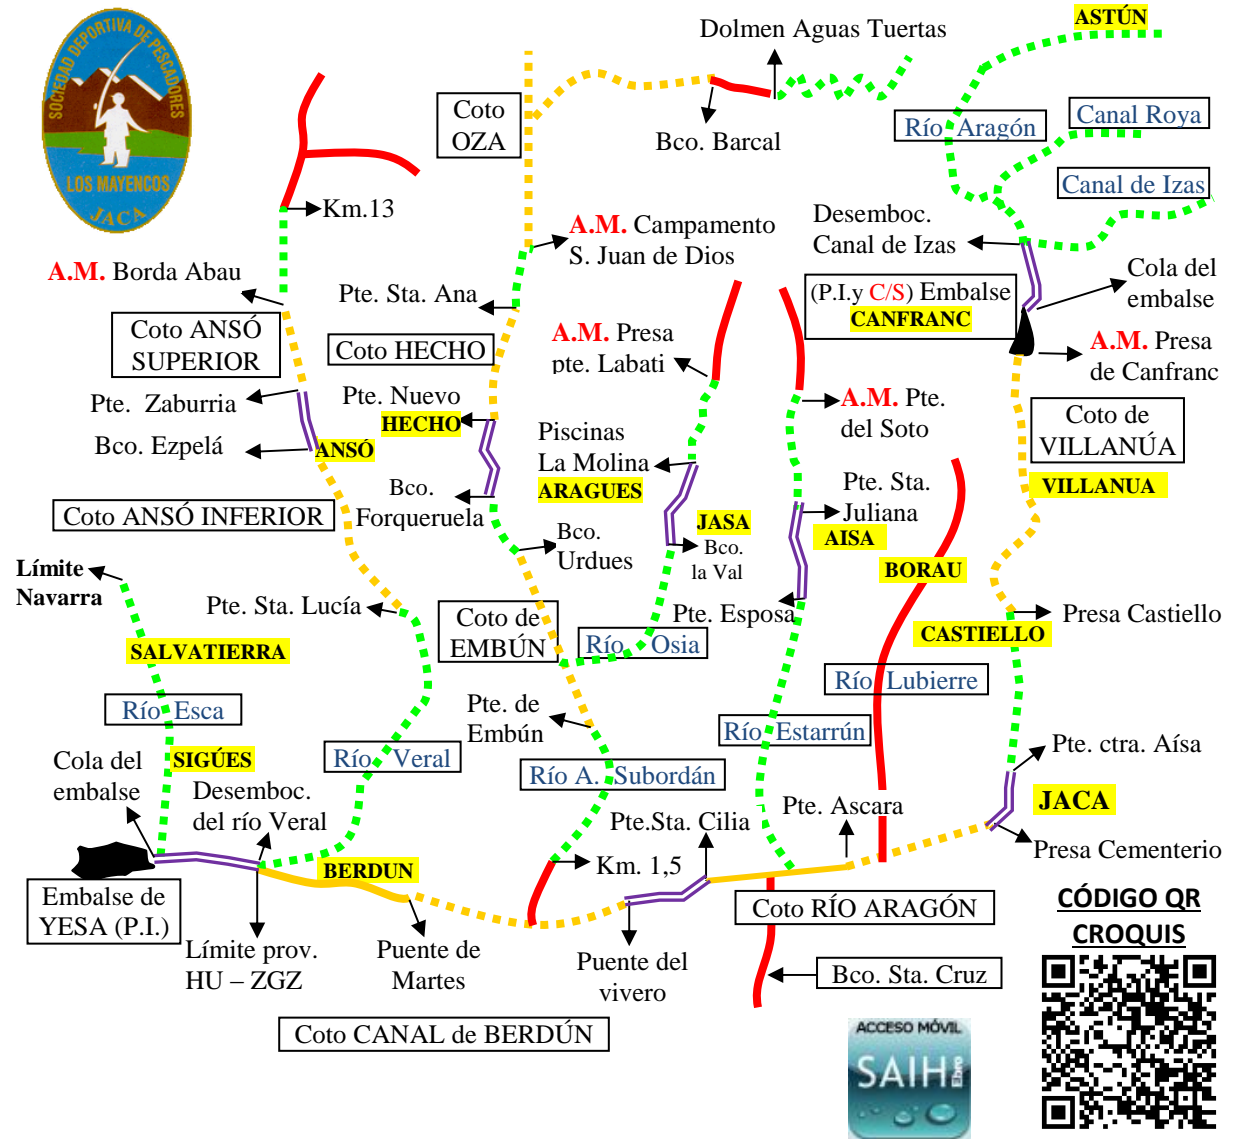 SOCIEDAD DEPORTIVA DE PESCADORES
LOS MAYENCOS
JACA
Dolmen Aguas Tuertas
ASTÚN
Coto
OZA
Bco. Barcal
Río Aragón
Canal Roya
Canal de Izas
Km.13
A.M. Campamento
S. Juan de Dios
Desemboc.
Canal de Izas
A.M. Borda Abau
Pte. Sta. Ana
(P.I.y C/S) Embalse
CANFRANC
Cola del
embalse
Coto ANSÓ
SUPERIOR
Coto HECHO
A.M. Presa
pte. Labati
A.M. Presa
de Canfranc
Pte. Zaburria
Pte. Nuevo
HECHO
A.M. Pte.
del Soto
Coto de
VILLANÚA
Bco. Ezpelá
ANSÓ
Piscinas
La Molina
ARAGUES
VILLANUA
Bco.
Forqueruela
Pte. Sta.
Juliana
AISA
Coto ANSÓ INFERIOR
JASA
Bco.
la Val
Bco.
Urdues
BORAU
Límite
Navarra
Pte. Sta. Lucía
Coto de
EMBÚN
Pte. Esposa
Presa Castiello
CASTIELLO
SALVATIERRA
Río Osia
Río Lubierre
Río Esca
Pte. de
Embún
Río Estarrún
Pte. ctra. Aísa
SIGÚES
Río Veral
Río A. Subordán
Cola del
embalse
Desemboc.
del río Veral
Pte.Sta. Cilia
Pte. Ascara
JACA
Presa Cementerio
BERDUN
Km. 1,5
Embalse de
YESA (P.I.)
Coto RÍO ARAGÓN
CÓDIGO QR
CROQUIS
Límite prov.
HU – ZGZ
Puente de
Martes
Puente del
vivero
Bco. Sta. Cruz
Coto CANAL de BERDÚN
ACCESO MÓVIL
SAIH
Ebro